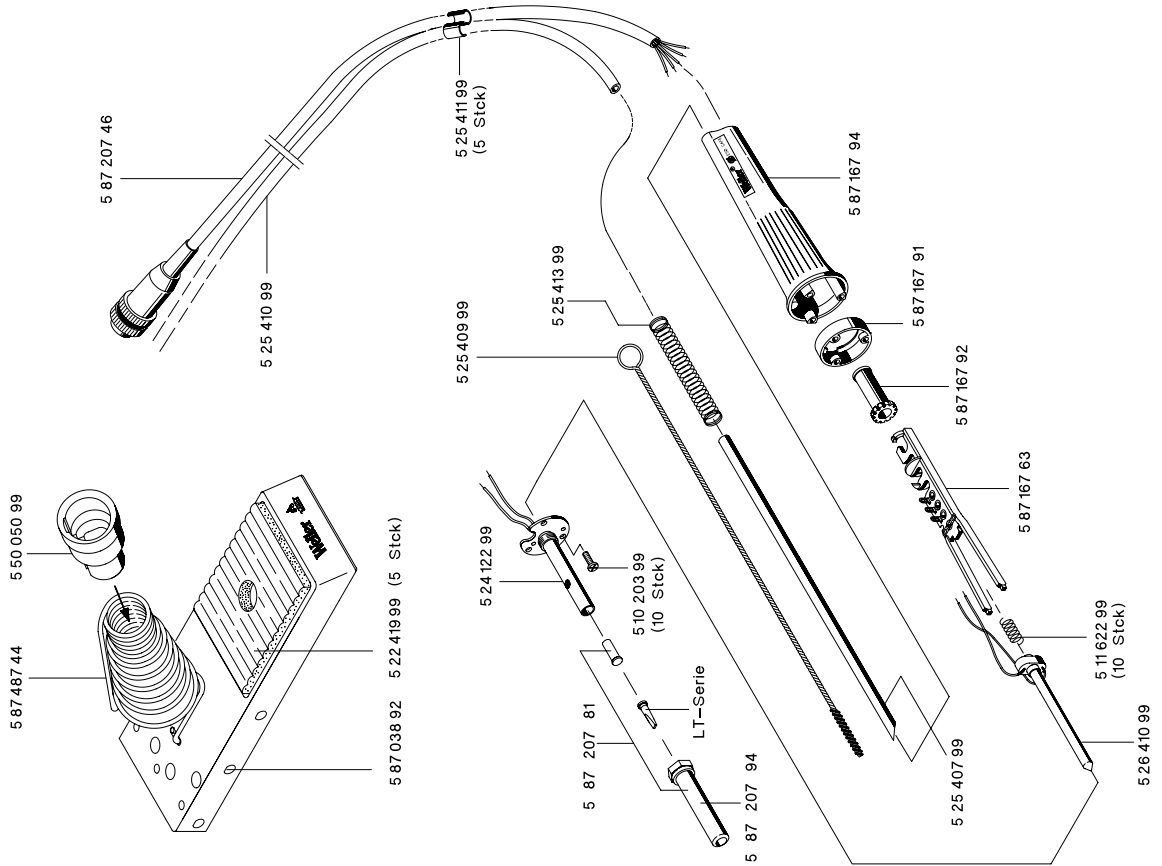 5 87 207 46
5 25 410 99
5 25 411 99
(5 Stck)
5 25 413 99
5 25 409 99
5 87 167 94
5 87 167 91
5 87 167 92
5 87 167 63
5 11 622 99
(10 Stck)
5 26 410 99
5 25 407 99
5 50 050 99
5 87 487 44
5 22 419 99 (5 Stck)
5 87 038 92
Weller
5 24 122 99
5 10 203 99
(10 Stck)
LT-Serie
5 87 207 81
5 87 207 94
Weller